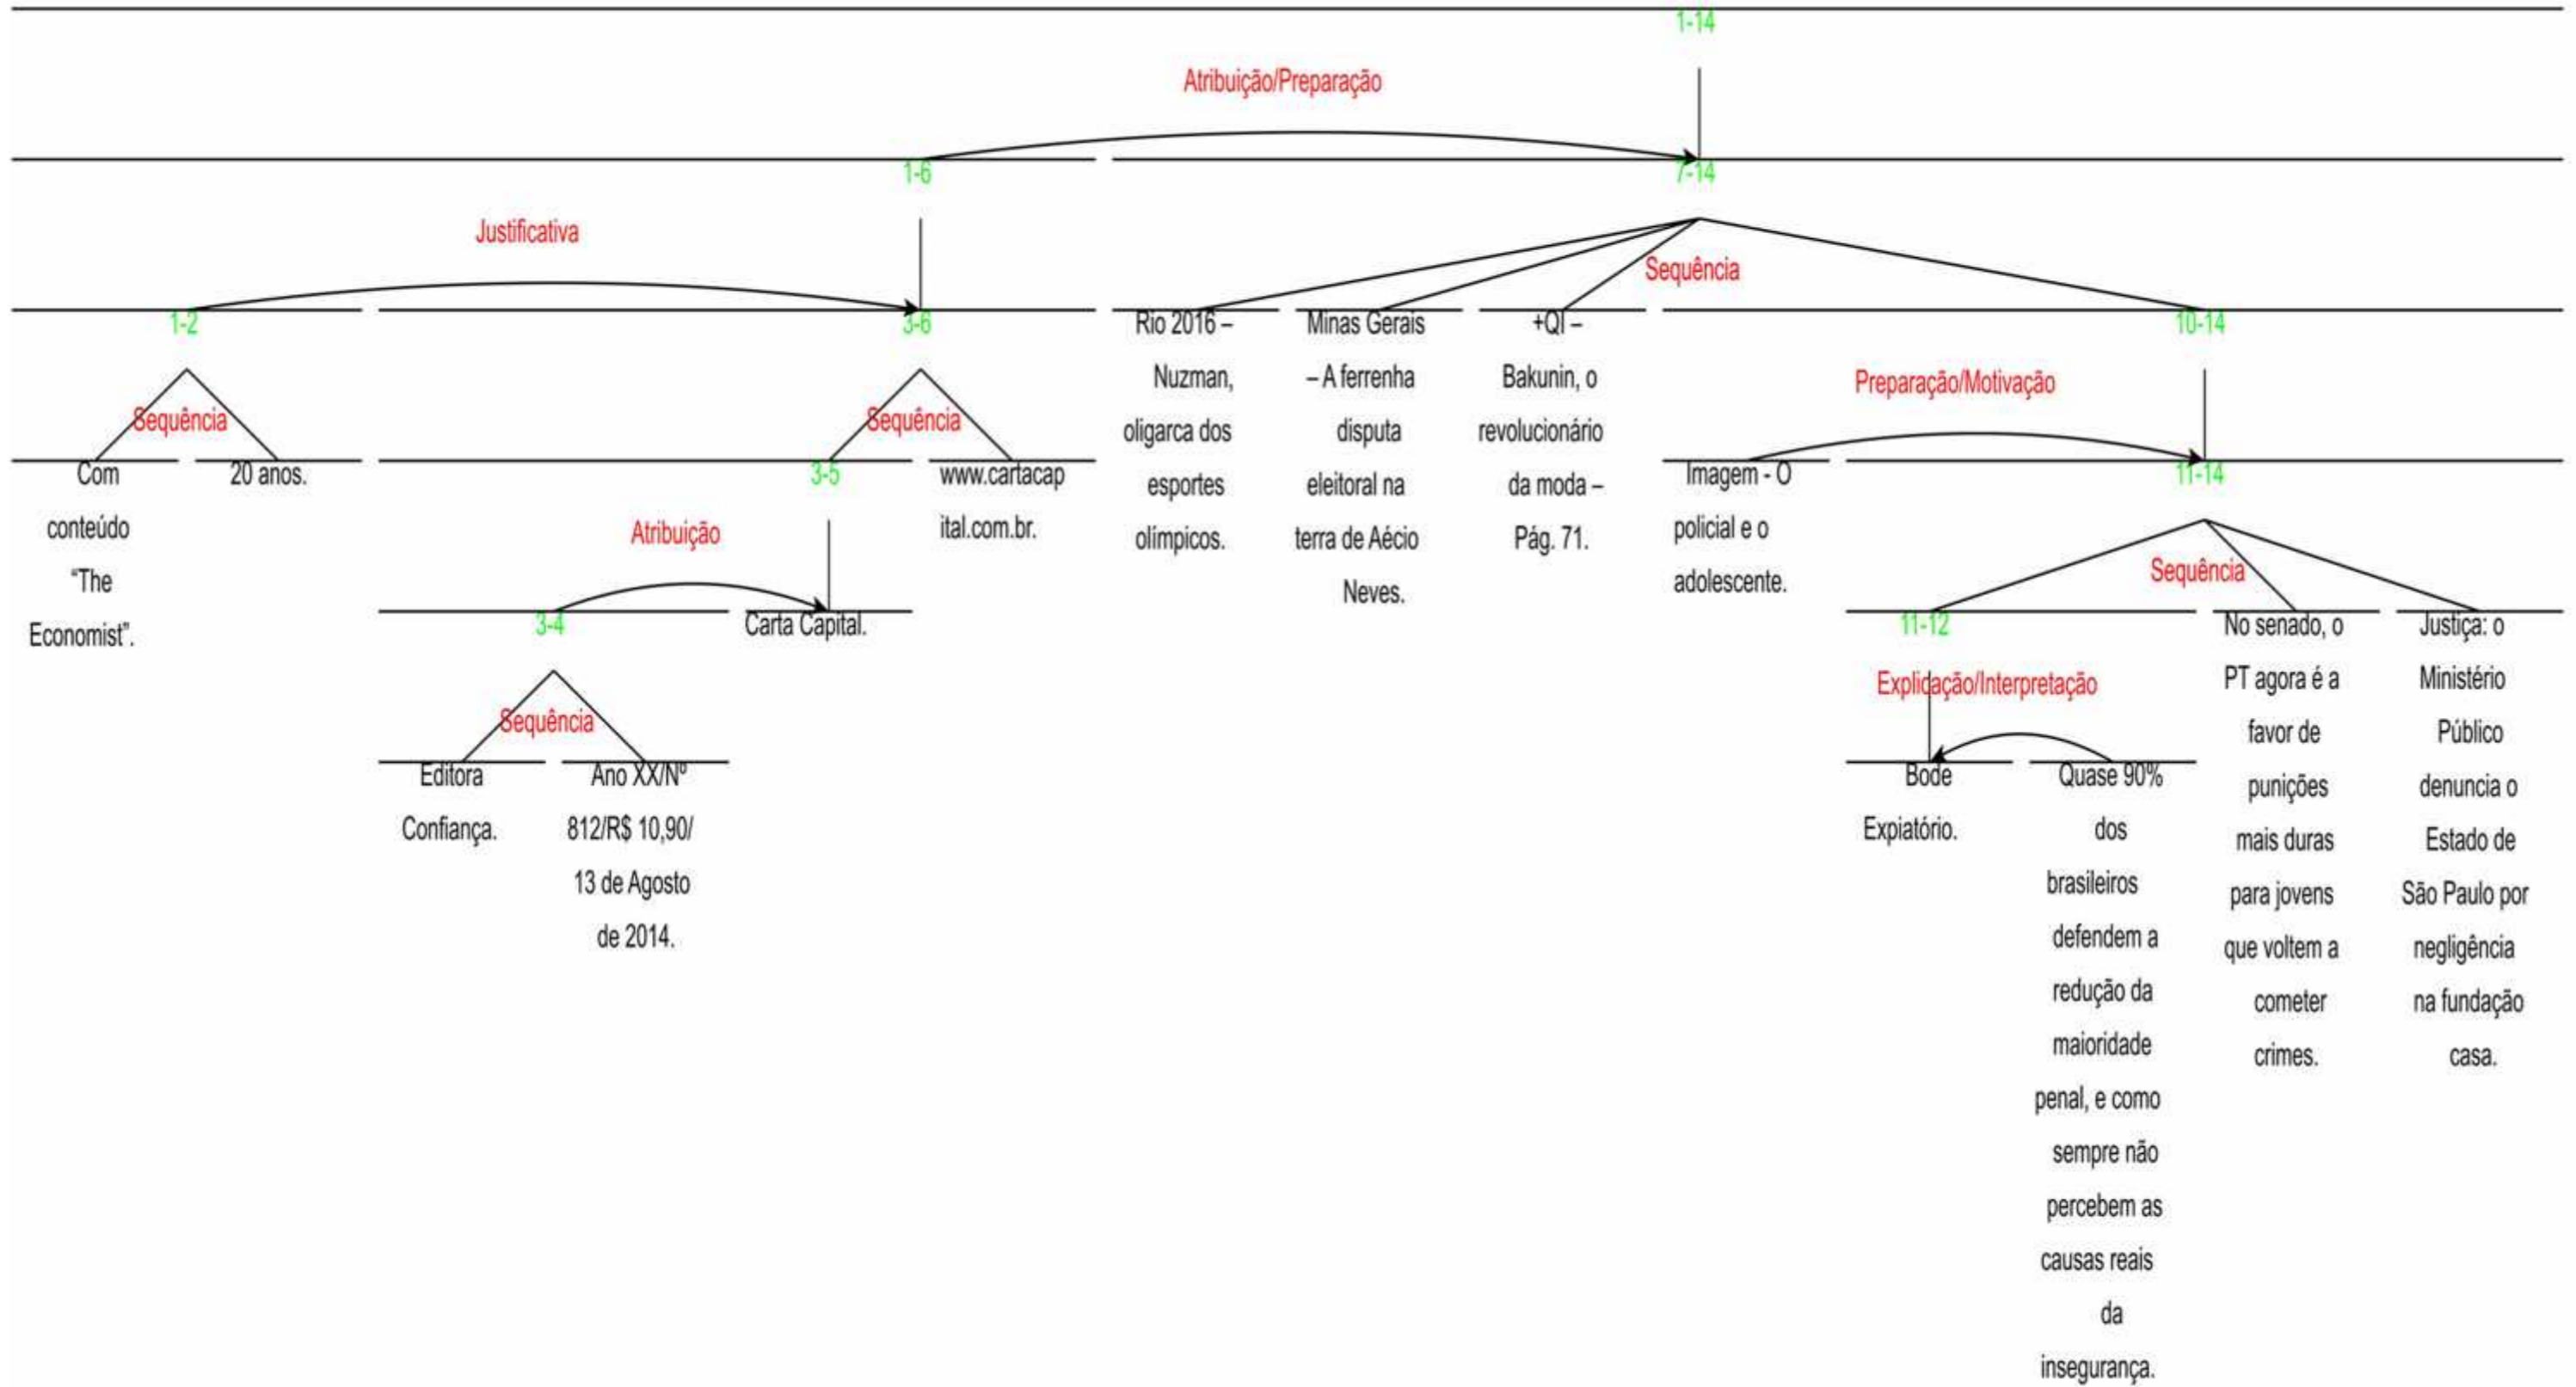 1-14
Atribuição/Preparação
1-6
7-14
Justificativa
Sequência
1-2
3-6
Rio 2016 –
Nuzman,
oligarca dos
esportes
olímpicos.
Minas Gerais
– A ferrenha
disputa
eleitoral na
terra de Aécio
Neves.
+QI –
Bakunin, o
revolucionário
da moda –
Pág. 71.
10-14
Sequência
Sequência
Preparação/Motivação
Com
conteúdo
“The
Economist”.
20 anos.
3-5
www.cartacap
ital.com.br.
Imagem - O
policial e o
adolescente.
11-14
Atribuição
Sequência
3-4
Carta Capital.
11-12
No senado, o
PT agora é a
favor de
punições
mais duras
para jovens
que voltem a
cometer
crimes.
Justiça: o
Ministério
Público
denuncia o
Estado de
São Paulo por
negligência
na fundação
casa.
Sequência
Explicação/Interpretação
Editora
Confiança.
Ano XX/Nº
812/R$ 10,90/
13 de Agosto
de 2014.
Bode
Expiatório.
Quase 90%
dos
brasileiros
defendem a
redução da
maioridade
penal, e como
sempre não
percebem as
causas reais
da
insegurança.